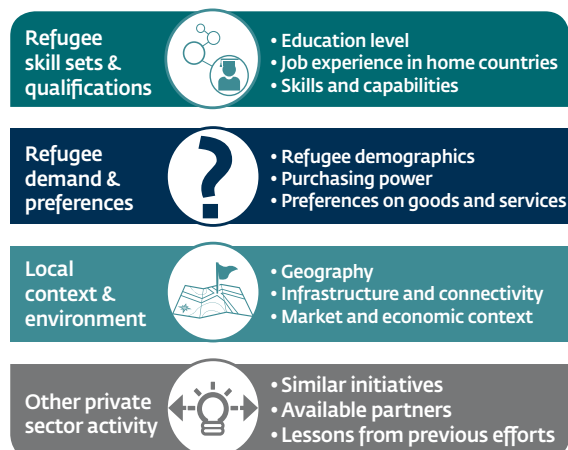 Refugee
skill sets &
qualifications
• Education level
• Job experience in home countries
• Skills and capabilities
Refugee
demand &
preferences
?
• Refugee demographics
• Purchasing power
• Preferences on goods and services
Local
context &
environment
• Geography
• Infrastructure and connectivity
• Market and economic context
Other private
sector activity
• Similar initiatives
• Available partners
• Lessons from previous efforts